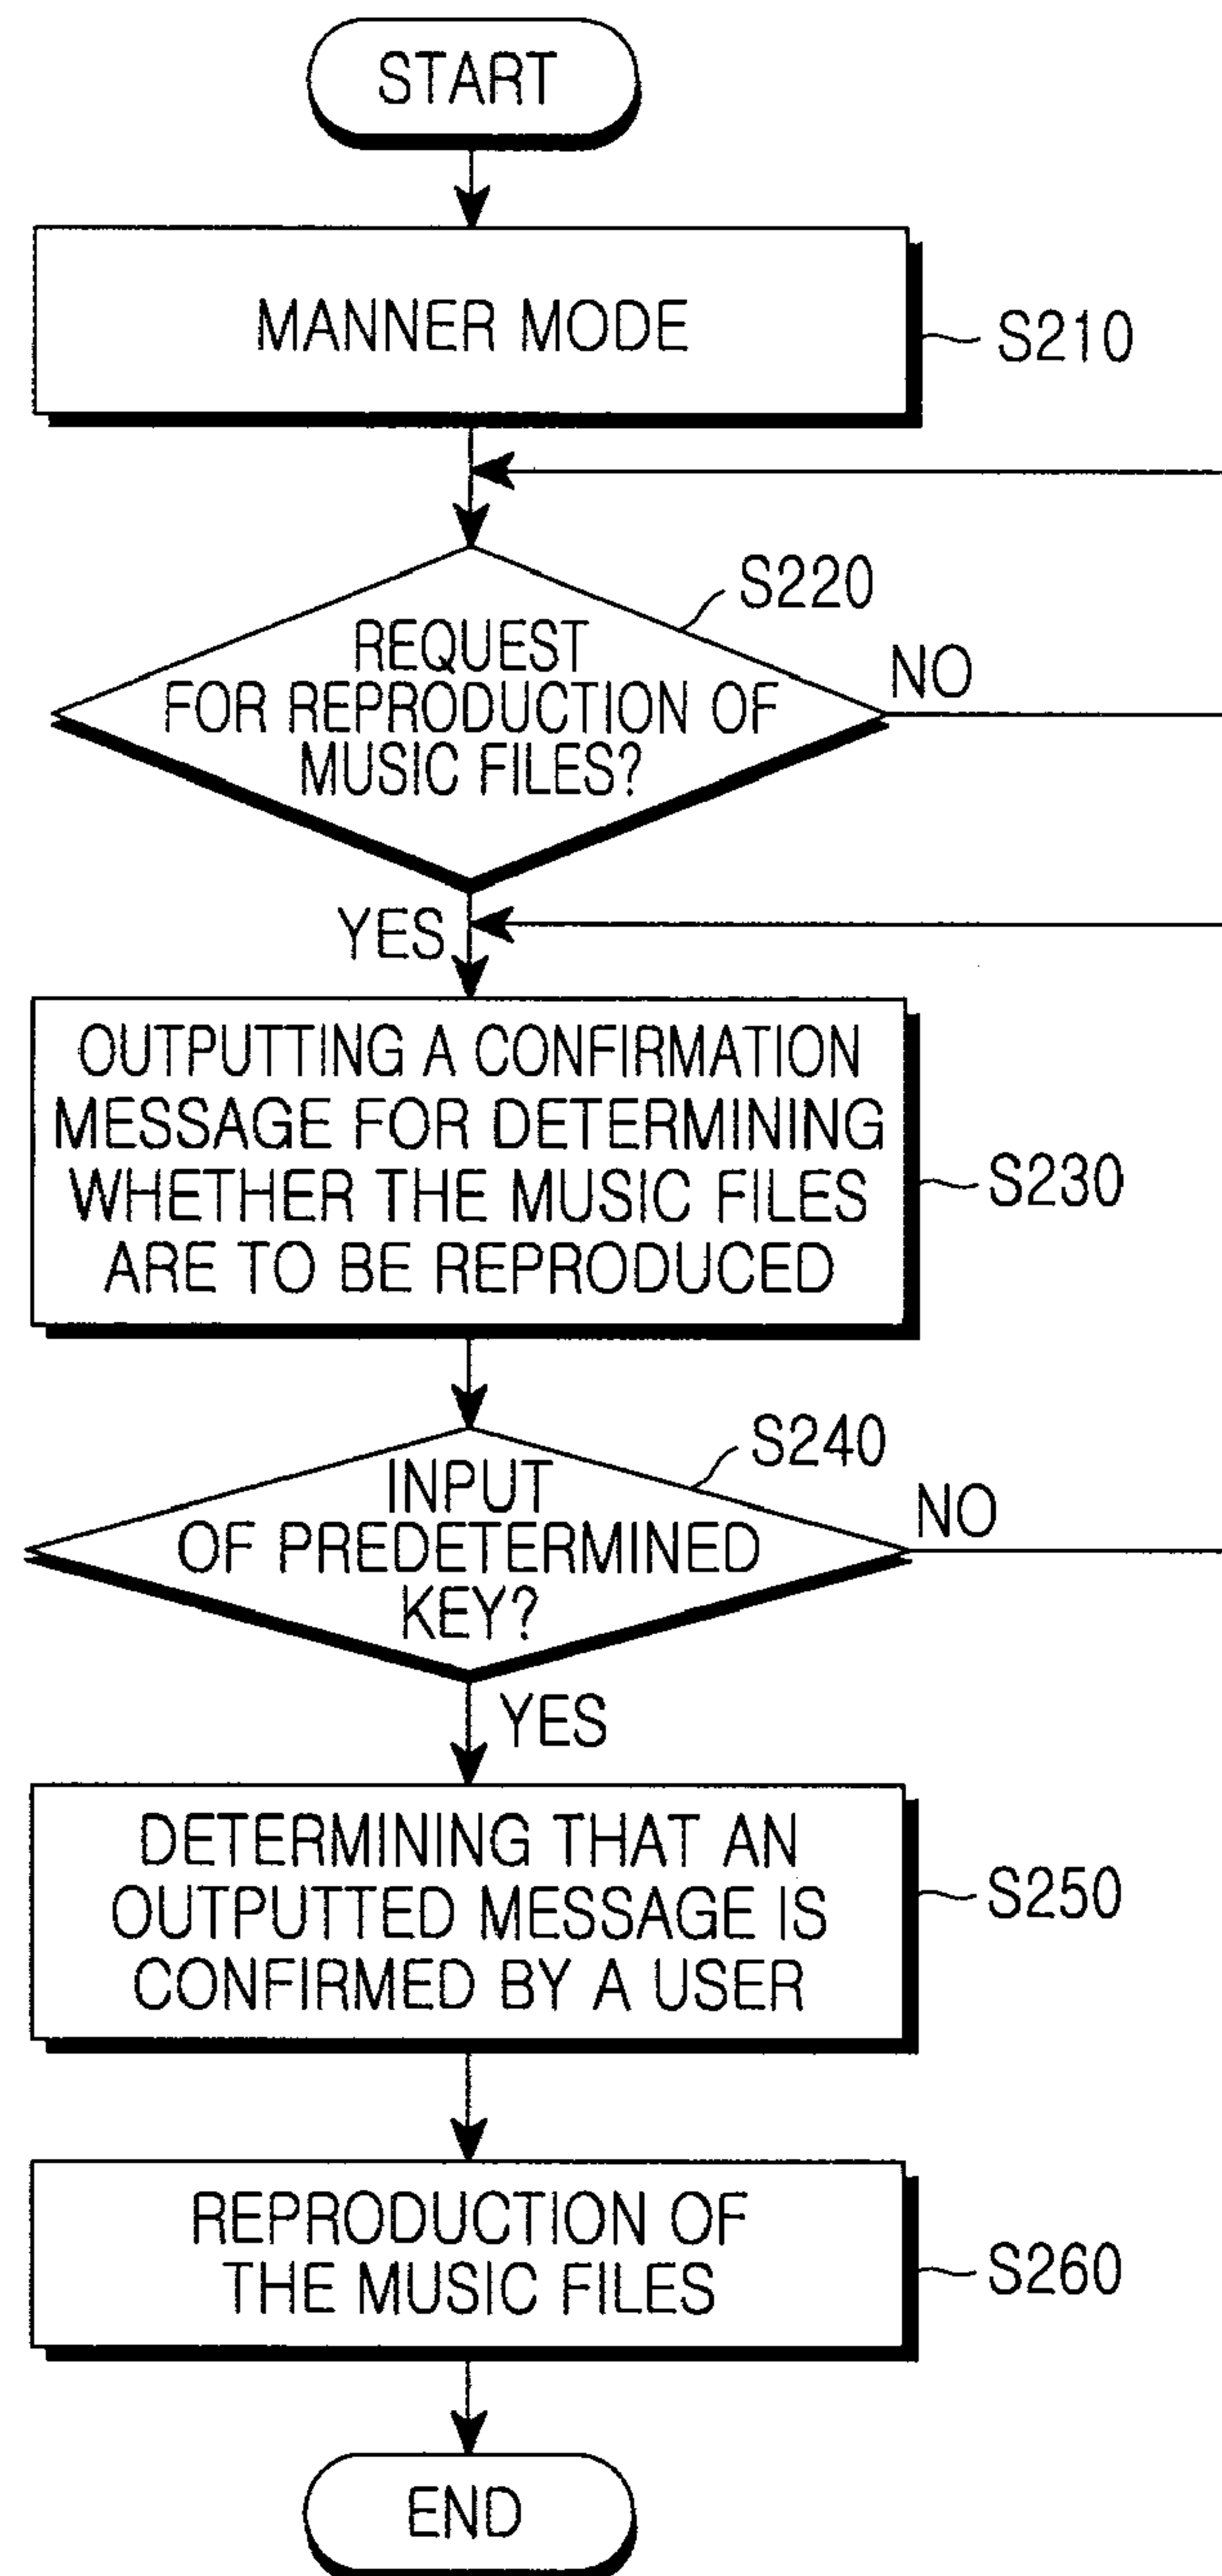 START
MANNER MODE
S210
S220
REQUEST
FOR REPRODUCTION OF
MUSIC FILES?
NO
YES
OUTPUTTING A CONFIRMATION
MESSAGE FOR DETERMINING
WHETHER THE MUSIC FILES
ARE TO BE REPRODUCED
S230
S240
INPUT
OF PREDETERMINED
KEY?
NO
YES
DETERMINING THAT AN
OUTPUTTED MESSAGE IS
CONFIRMED BY A USER
S250
REPRODUCTION OF
THE MUSIC FILES
S260
END